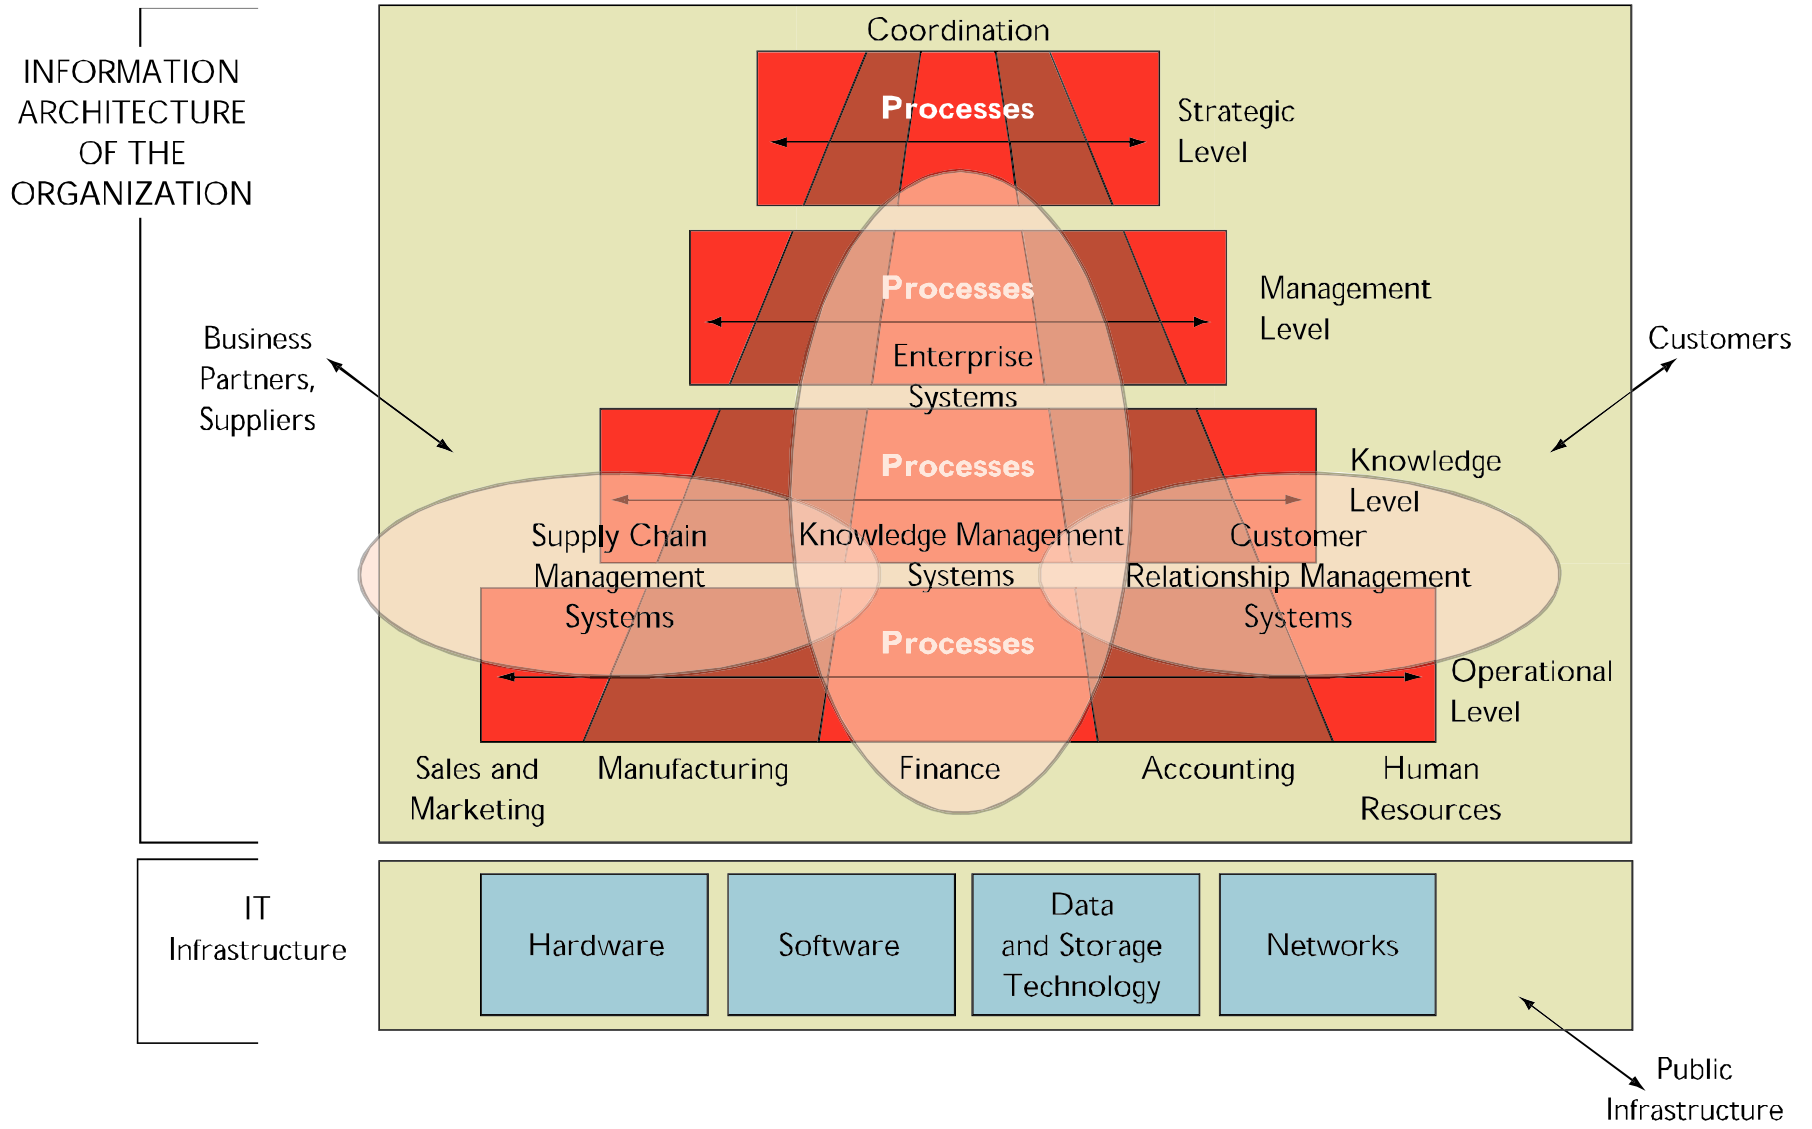 Coordination
INFORMATION
ARCHITECTURE
OF THE
ORGANIZATION
Processes
Strategic
Level
Processes
Management
Level
Business
Partners,
Suppliers
Customers
Enterprise
Systems
Processes
Knowledge
Level
Supply Chain
Management
Systems
Knowledge Management
Systems
Customer
Relationship Management
Systems
Processes
Operational
Level
Sales and
Marketing
Manufacturing
Finance
Accounting
Human
Resources
IT
Infrastructure
Hardware
Software
Data
and Storage
Technology
Networks
Public
Infrastructure